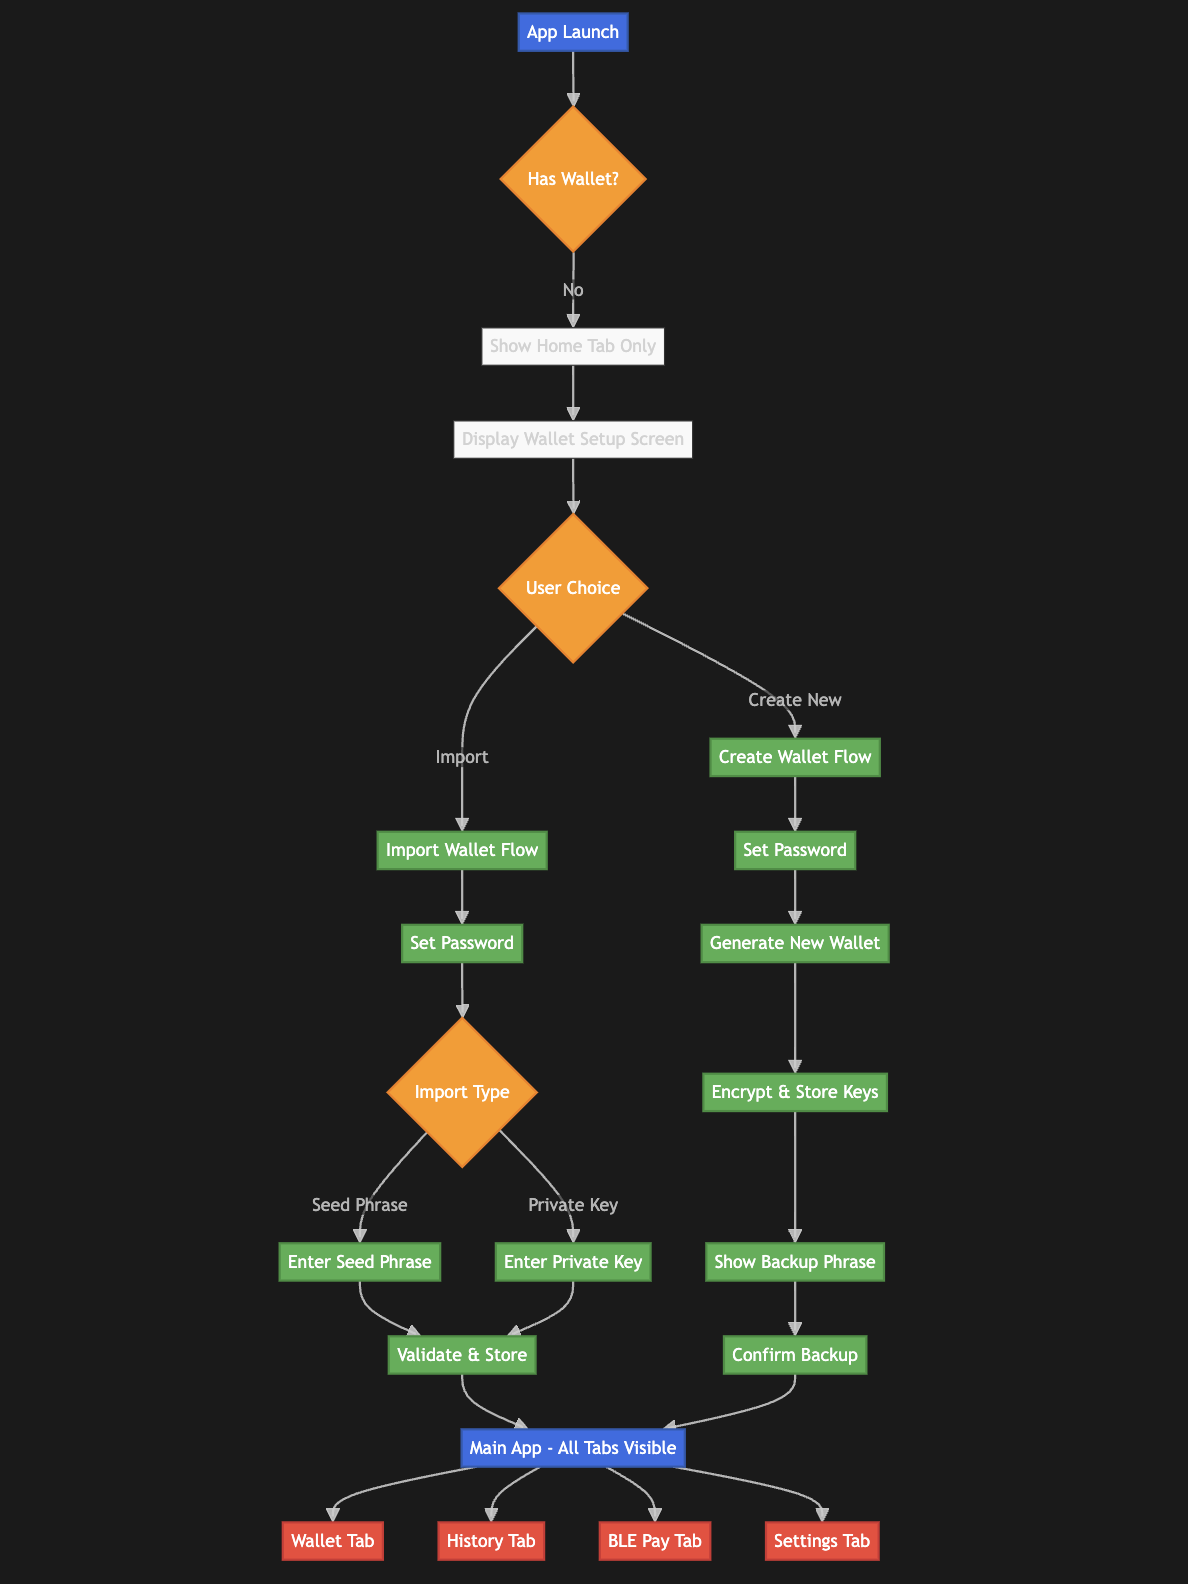 App Launch
Has Wallet?
No
Show Home Tab Only
Display Wallet Setup Screen
User Choice
Create New
Import
Create Wallet Flow
Import Wallet Flow
Set Password
Set Password
Generate New Wallet
Import Type
Encrypt & Store Keys
Seed Phrase
Private Key
Enter Seed Phrase
Enter Private Key
Show Backup Phrase
Validate & Store
Confirm Backup
Main App - All Tabs Visible
Wallet Tab
History Tab
BLE Pay Tab
Settings Tab